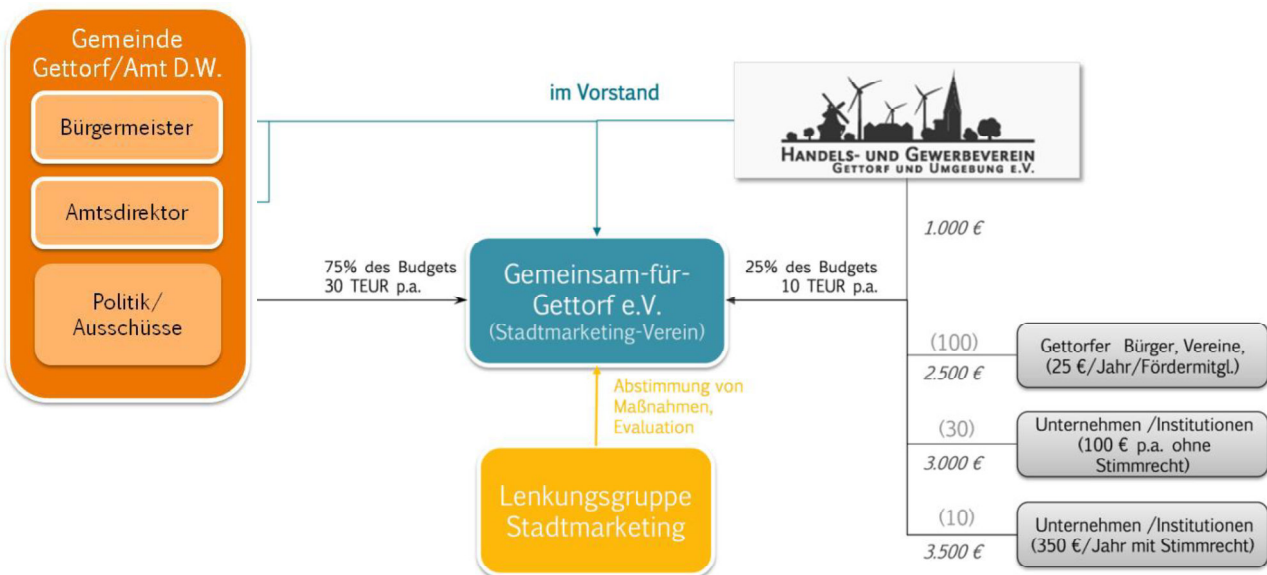 Gemeinde
Gettorf/Amt D.W.
Bürgermeister
Amtsdirektor
Politik/
Ausschüsse
im Vorstand
HANDELS- UND GEWERBEVEREIN
GETTORF UND UMGEBUNG E.V.
1.000 €
75% des Budgets
30 TEUR p.a.
Gemeinsam-für-
Gettorf e.V.
(Stadtmarketing-Verein)
25% des Budgets
10 TEUR p.a.
(100)
2.500 €
Gettorfer Bürger, Vereine,
(25 €/Jahr/Fördermitgl.)
Abstimmung von
Maßnahmen,
Evaluation
(30)
3.000 €
Unternehmen /Institutionen
(100 € p.a. ohne
Stimmrecht)
Lenkungsgruppe
Stadtmarketing
(10)
3.500 €
Unternehmen /Institutionen
(350 €/Jahr mit Stimmrecht)